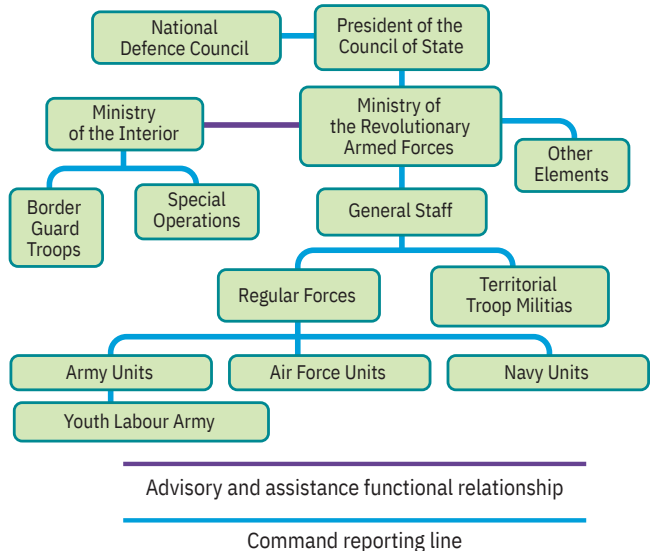 National
Defence Council
President of the
Council of State
Ministry
of the Interior
Ministry of
the Revolutionary
Armed Forces
Other
Elements
Border
Guard
Troops
Special
Operations
General Staff
Regular Forces
Territorial
Troop Militias
Army Units
Air Force Units
Navy Units
Youth Labour Army
Advisory and assistance functional relationship
Command reporting line